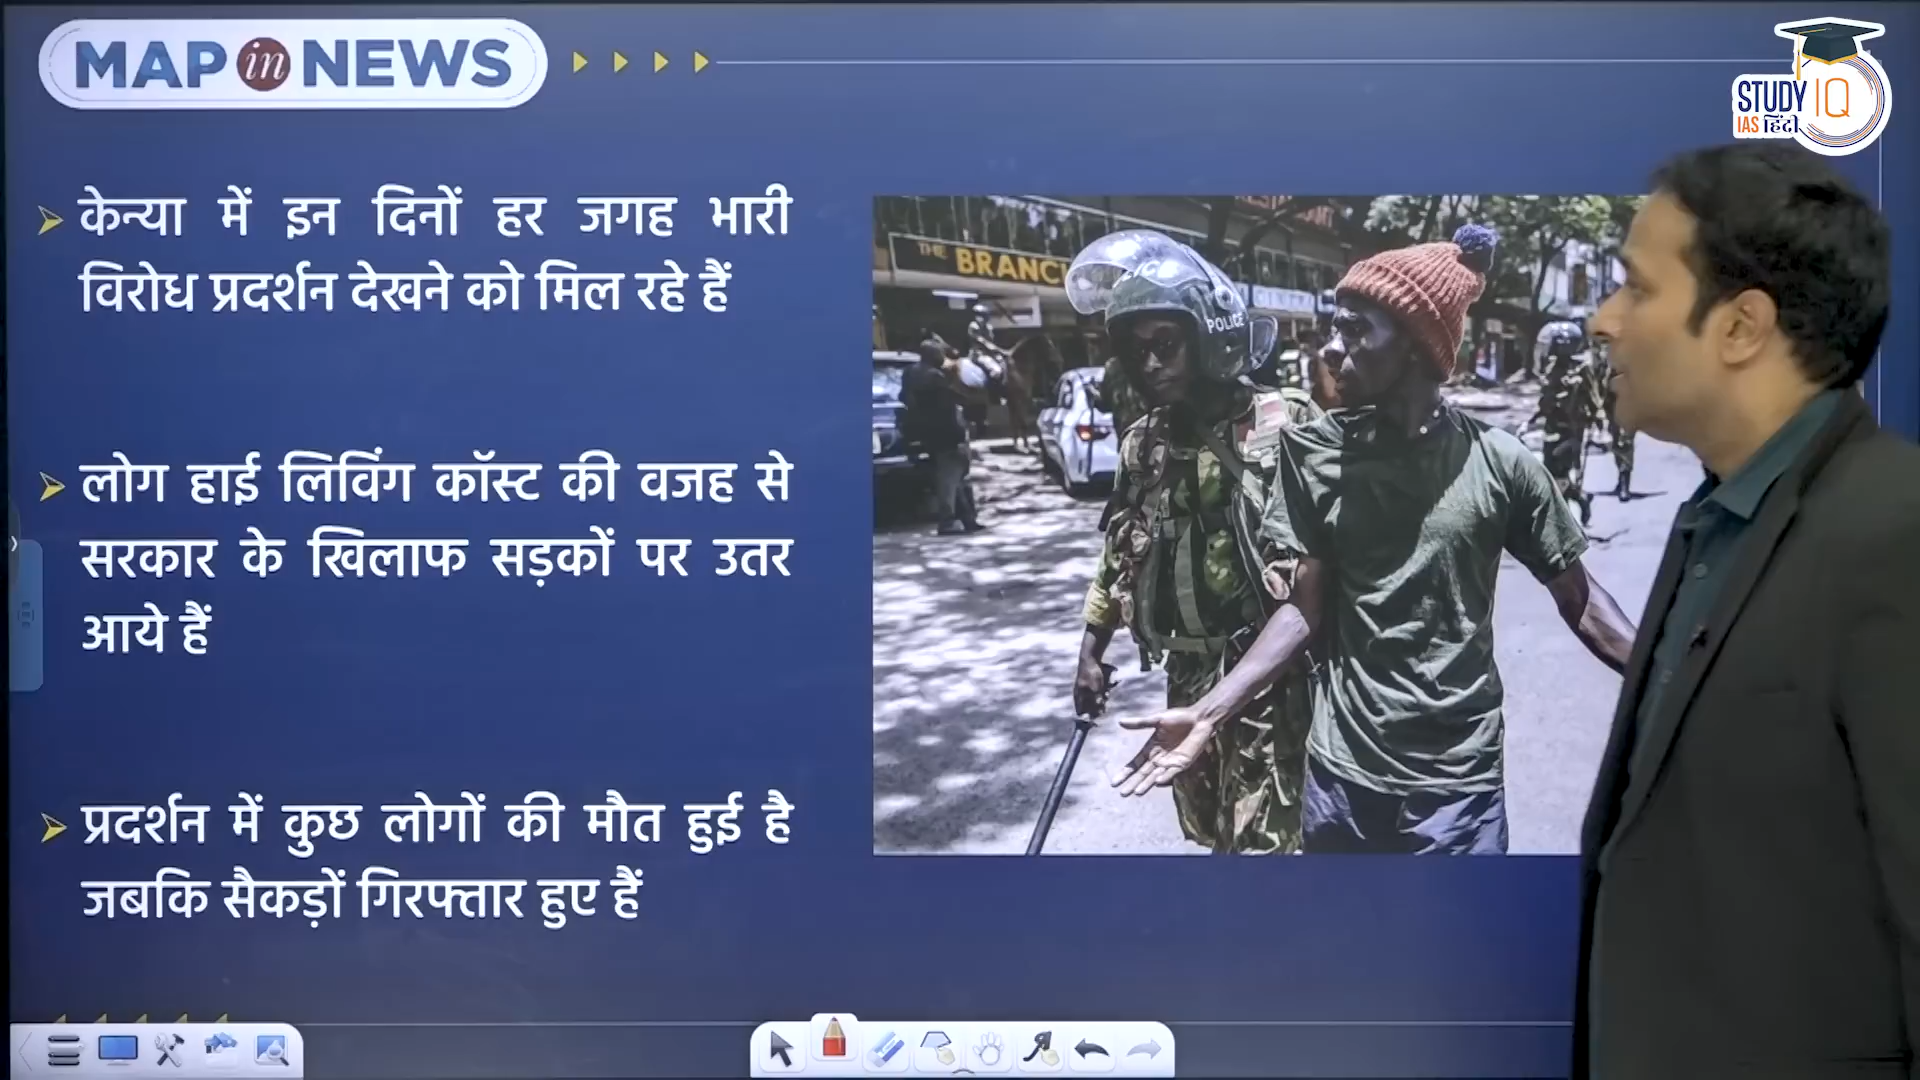 MAP in NEWS
STUDY IQ
IAS हिंदी
केन्या में इन दिनों हर जगह भारी
विरोध प्रदर्शन देखने को मिल रहे हैं
लोग हाई लिविंग कॉस्ट की वजह से
सरकार के खिलाफ सड़कों पर उतर
आये हैं
प्रदर्शन में कुछ लोगों की मौत हुई है
जबकि सैकड़ों गिरफ्तार हुए हैं
THE BRANC
POLICE